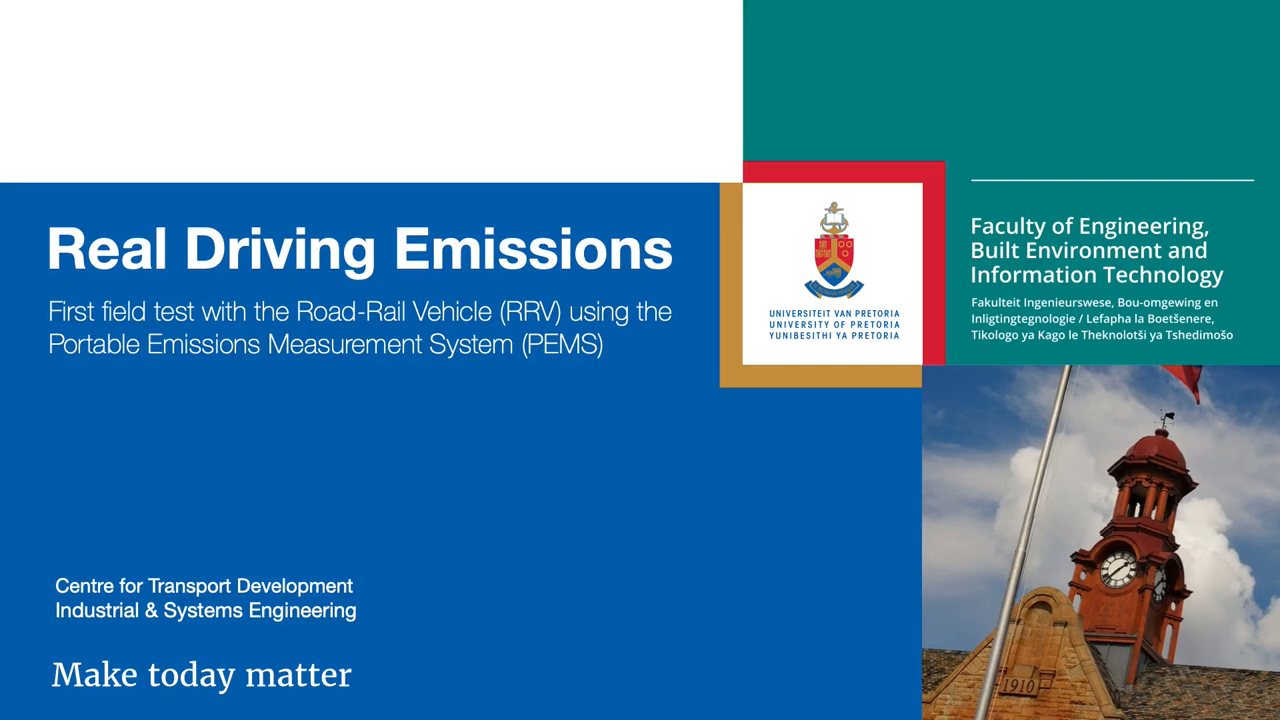 Real Driving Emissions
First field test with the Road-Rail Vehicle (RRV) using the
Portable Emissions Measurement System (PEMS)
UNIVERSITEIT VAN PRETORIA
UNIVERSITY OF PRETORIA
YUNIBESITHI YA PRETORIA
Faculty of Engineering,
Built Environment and
Information Technology
Fakulteit Ingenieurswese, Bou-omgewing en
Inligtingtegnologie / Lefapha la Boetšenere,
Tikologo ya Kago le Theknolotši ya Tshedimošo
Centre for Transport Development
Industrial & Systems Engineering
Make today matter
1910